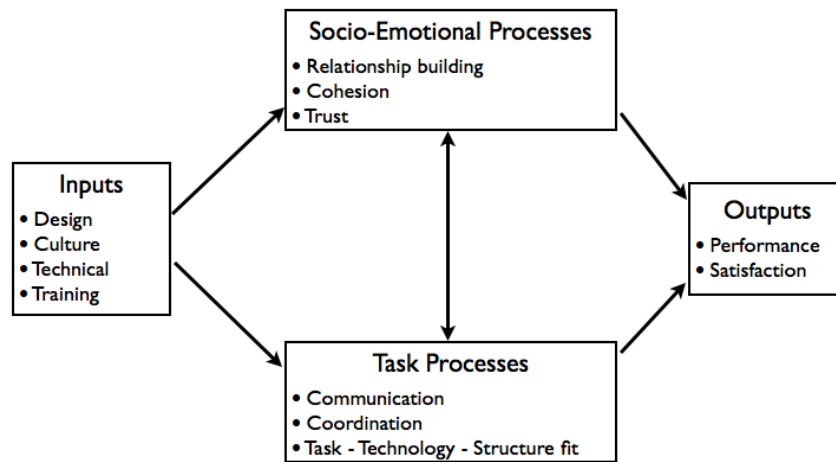 Socio-Emotional Processes
• Relationship building
• Cohesion
• Trust
Inputs
• Design
• Culture
• Technical
• Training
Outputs
• Performance
• Satisfaction
Task Processes
• Communication
• Coordination
• Task - Technology - Structure fit